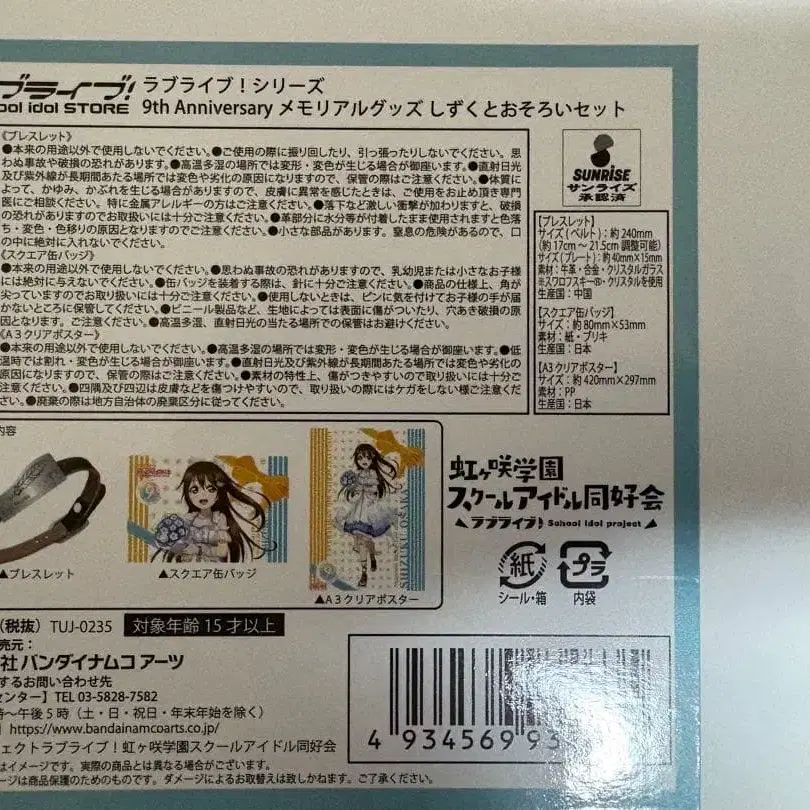 ブライブ!
ool idol STORE
ラブライブ!シリーズ
9th Anniversary メモリアルグッズ しずくとおそろいセット
《ブレスレット》
●本来の用途以外で使用しないでください。●ご使用の際に振り回したり、引っ張ったりしないでください。思
わぬ事故や破損の恐れがあります。●高温多湿の場所では変形・変色が生じる場合が御座います。●直射日光
及び紫外線が長期間あたる場所では変色や劣化の原因になりますので、保管の際はご注意ください。●体質に
よって、かゆみ、かぶれを生じる場合がありますので、皮膚に異常を感じたときは、ご使用をお止め頂き専門
医にご相談ください。特に金属アレルギーの方はご注意ください。●落下など激しい衝撃が加わりますと、破損
の恐れがありますのでお取扱いには十分ご注意ください。●革部分に水分等が付着したまま使用されますと色落
ち・変色・色移りの原因となりますのでご注意ください。●小さな部品があります。窒息の危険があるので、口
の中に絶対に入れないでください。
《スクエア缶バッジ》
●本来の用途以外で使用しないでください。●思わぬ事故の恐れがありますので、乳幼児または小さなお子様
には絶対に与えないでください。●缶バッジを装着する際は、針に十分ご注意ください。●商品の仕様上、角が
尖っていますのでお取り扱いには十分ご注意ください。●使用しないときは、ピンに気を付けてお子様の手が届
かないところに保管してください。●ビニール製品など、生地によっては表面に傷がついたり、穴あき破損の原
因となります。ご注意ください。●高温多湿、直射日光の当たる場所での保管はお避けください。
《A3クリアポスター》
●本来の用途以外で使用しないでください。●高温多湿の場所では変形・変色が生じる場合が御座います。●低
温時では割れ・変色が生じる場合が御座います。●直射日光及び紫外線が長期間あたる場所では変色や劣化の
原因になりますので、保管の際はご注意ください。●素材の特性上、傷がつきやすいので取り扱いには十分ご
注意ください。●四隅及び四辺は皮膚などを傷つけやすいので、取り扱いの際にはケガをしない様ご注意くだ
さい。●廃棄の際は地方自治体の廃棄区分に従ってください。
SUNRISE
サンライズ
承認済
【ブレスレット】
サイズ(ベルト):約240mm
(約17cm〜21.5cm 調整可能)
サイズ(プレート):約40mm×15mm
素材:牛革・合金・クリスタルガラス
※スワロフスキー®・クリスタルを使用
生産国:中国
【スクエア缶バッジ】
サイズ:約80mm×53mm
素材:紙・ブリキ
生産国:日本
【A3クリアポスター】
サイズ:約420mm×297mm
素材:PP
生産国:日本
内容
▲ブレスレット
▲スクエア缶バッジ
SHIZUKU OSAKA
▲A3クリアポスター
虹ヶ咲学園
スクールアイドル同好会
ラブライブ! School idol project
紙
シール・箱
プラ
内袋
(税抜) TUJ-0235 対象年齢15才以上
売元:
社 バンダイナムコアーツ
するお問い合わせ先
センター】TEL 03-5828-7582
時〜午後5時(土・日・祝日・年末年始を除く)
https://www.bandainamcoarts.co.jp/
ェクトラブライブ!虹ヶ咲学園スクールアイドル同好会
はイメージです。実際の商品とは異なる場合がございます。
は商品保護のためのものです。ダメージによるお取替えは致しかねます。ご了承ください。
4 934569 93